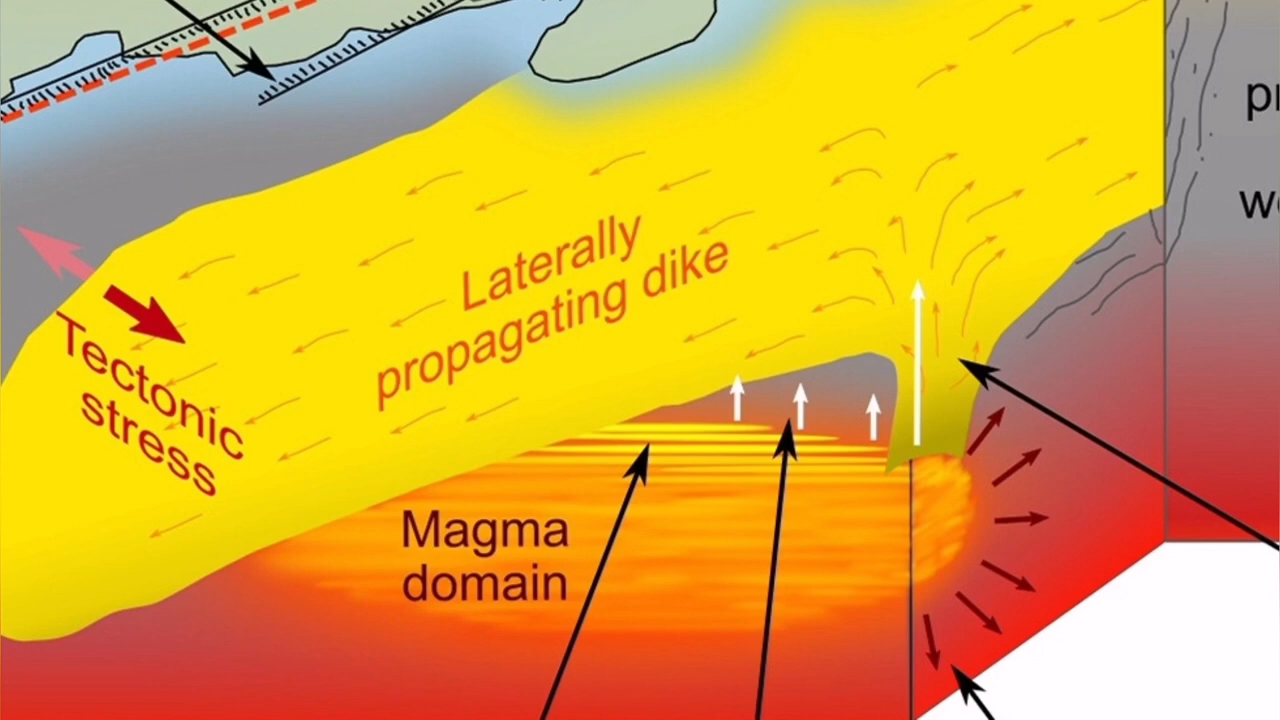 Laterally
propagating dike
Tectonic
stress
Magma
domain